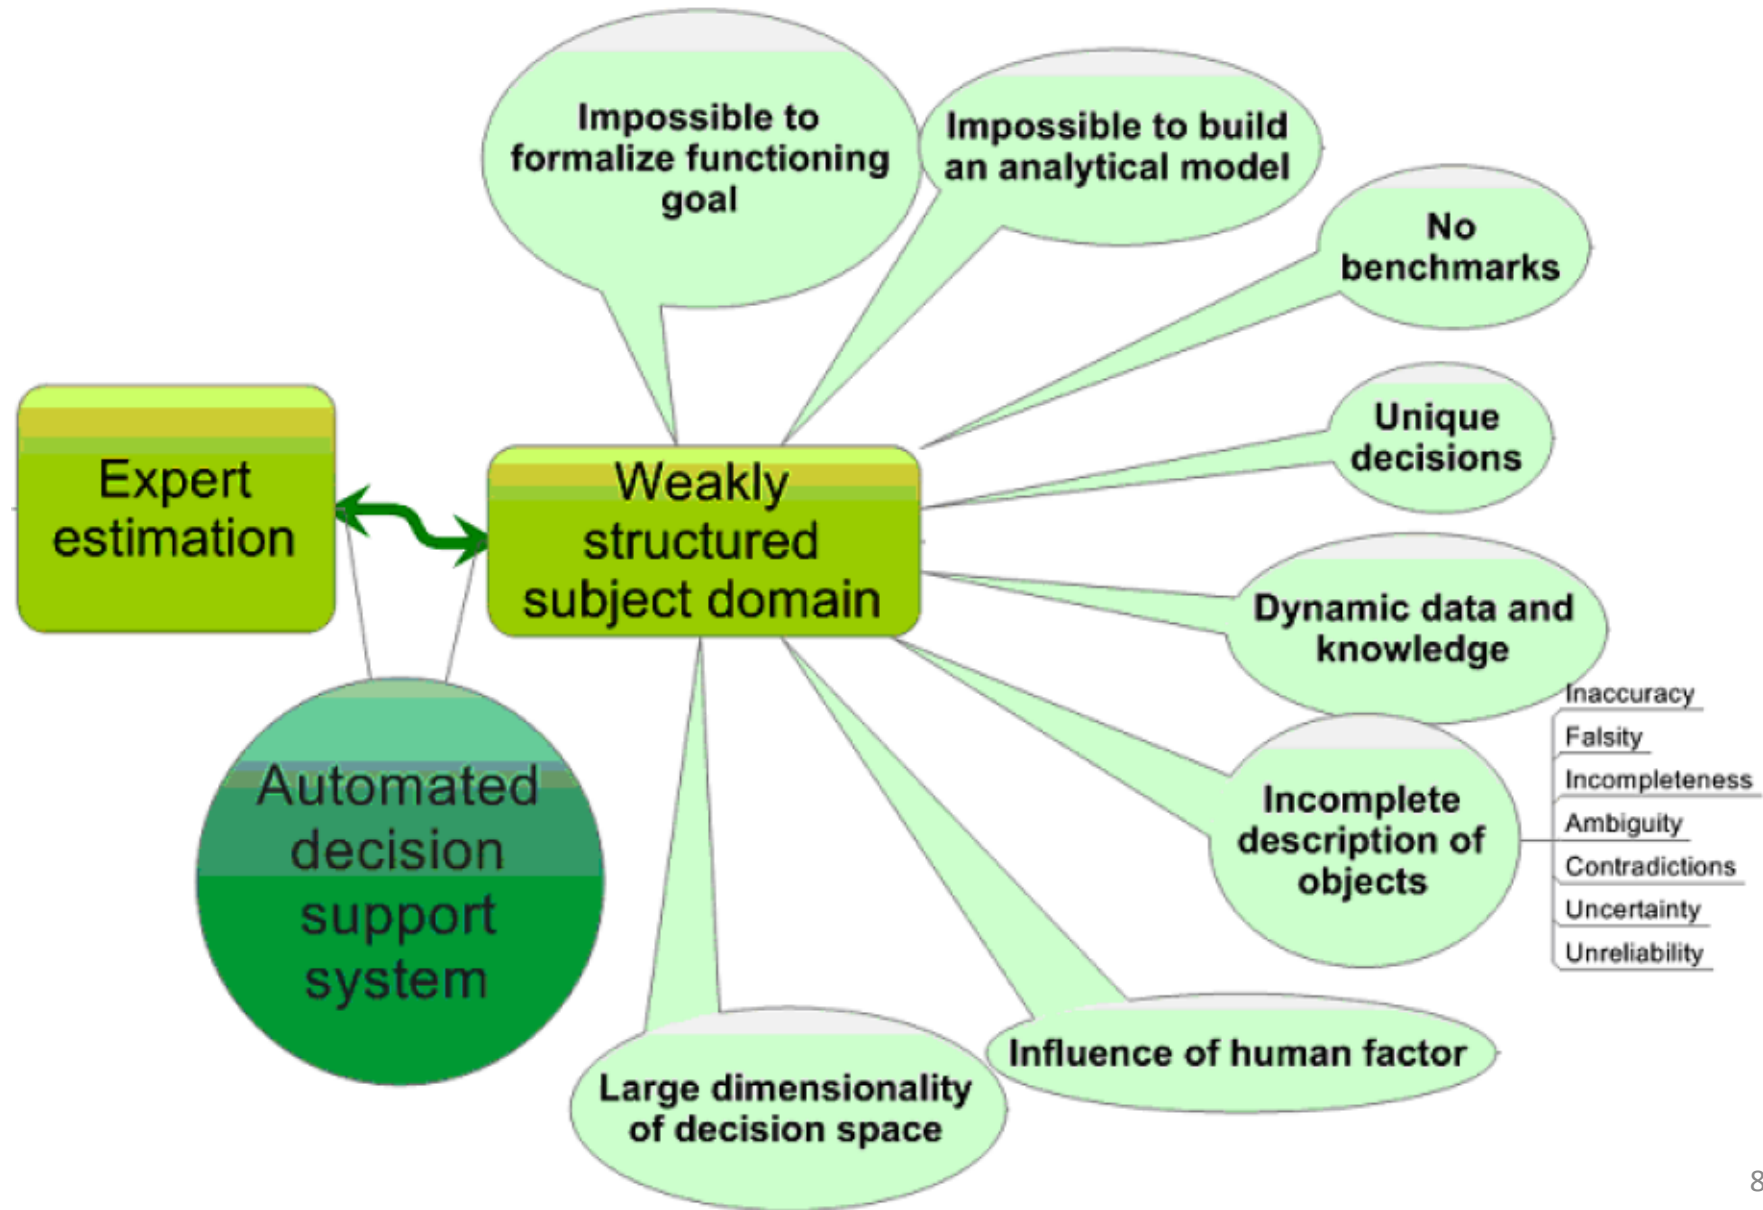 Impossible to
formalize functioning
goal
Impossible to build
an analytical model
No
benchmarks
Unique
decisions
Expert
estimation
Weakly
structured
subject domain
Dynamic data and
knowledge
Inaccuracy
Falsity
Incompleteness
Ambiguity
Contradictions
Uncertainty
Unreliability
Incomplete
description of
objects
Automated
decision
support
system
Influence of human factor
Large dimensionality
of decision space
8